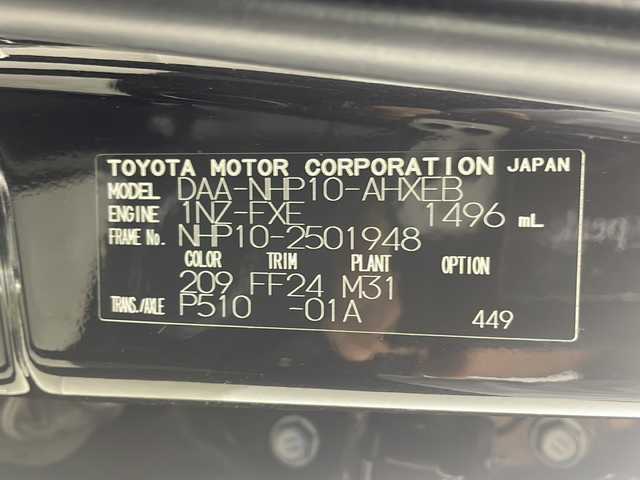 TOYOTA MOTOR CORPORATION JAPAN
MODEL DAA-NHP10-AHXEB
ENGINE 1NZ-FXE 1496 mL
FRAME No. NHP10-2501948
COLOR TRIM PLANT OPTION
209 FF24 M31
TRANS./AXLE P510 -01A 449